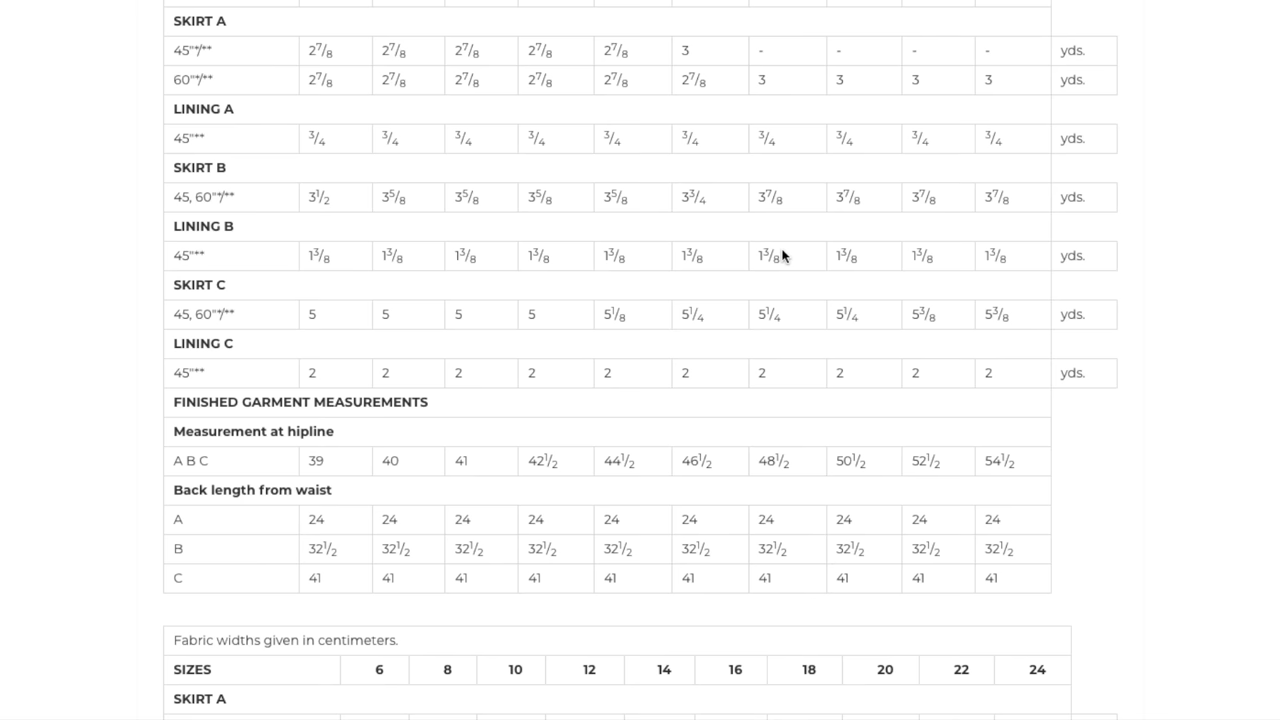 SKIRT A
45"*/** 2⁷/₈ 2⁷/₈ 2⁷/₈ 2⁷/₈ 2⁷/₈ 3 - - - - yds.
60"*/** 2⁷/₈ 2⁷/₈ 2⁷/₈ 2⁷/₈ 2⁷/₈ 2⁷/₈ 3 3 3 3 yds.
LINING A
45"** ³/₄ ³/₄ ³/₄ ³/₄ ³/₄ ³/₄ ³/₄ ³/₄ ³/₄ ³/₄ yds.
SKIRT B
45, 60"*/** 3¹/₂ 3⁵/₈ 3⁵/₈ 3⁵/₈ 3⁵/₈ 3³/₄ 3⁷/₈ 3⁷/₈ 3⁷/₈ 3⁷/₈ yds.
LINING B
45"** 1³/₈ 1³/₈ 1³/₈ 1³/₈ 1³/₈ 1³/₈ 1³/₈ 1³/₈ 1³/₈ 1³/₈ yds.
SKIRT C
45, 60"*/** 5 5 5 5 5¹/₈ 5¹/₄ 5¹/₄ 5¹/₄ 5³/₈ 5³/₈ yds.
LINING C
45"** 2 2 2 2 2 2 2 2 2 2 yds.
FINISHED GARMENT MEASUREMENTS
Measurement at hipline
A B C 39 40 41 42¹/₂ 44¹/₂ 46¹/₂ 48¹/₂ 50¹/₂ 52¹/₂ 54¹/₂
Back length from waist
A 24 24 24 24 24 24 24 24 24 24
B 32¹/₂ 32¹/₂ 32¹/₂ 32¹/₂ 32¹/₂ 32¹/₂ 32¹/₂ 32¹/₂ 32¹/₂ 32¹/₂
C 41 41 41 41 41 41 41 41 41 41
Fabric widths given in centimeters.
SIZES 6 8 10 12 14 16 18 20 22 24
SKIRT A